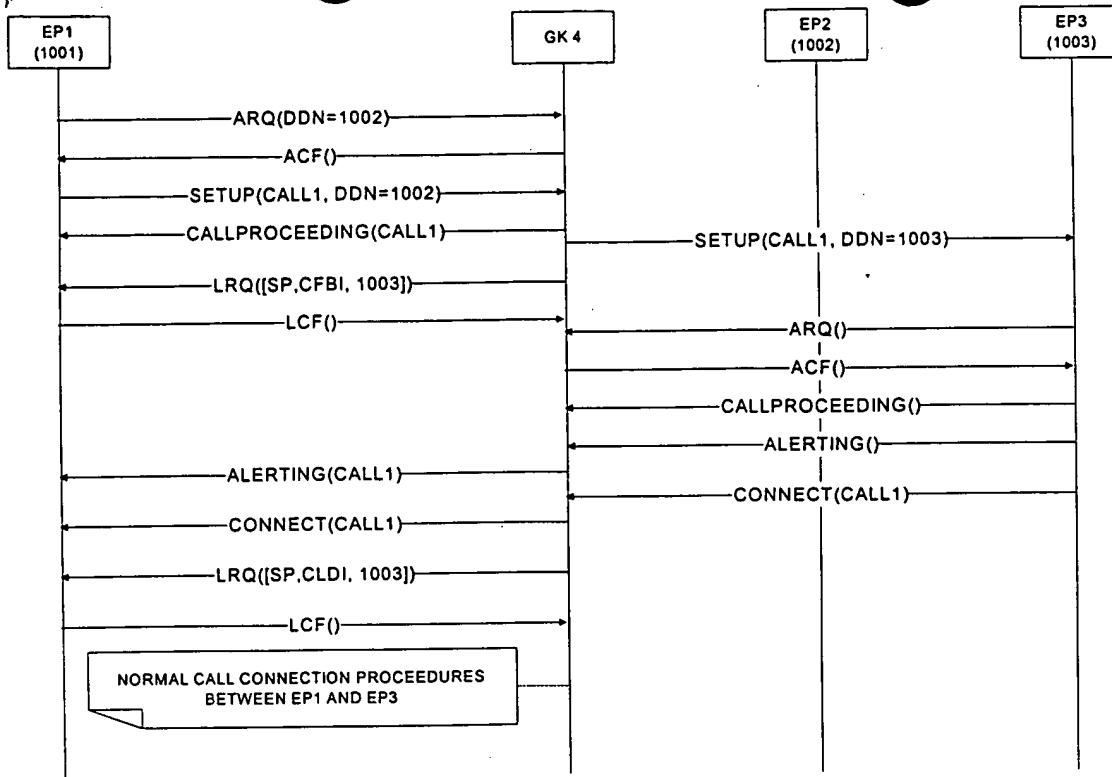 EP1
(1001)
GK 4
EP2
(1002)
EP3
(1003)
ARQ(DDN=1002)
ACF()
SETUP(CALL1, DDN=1002)
CALLPROCEEDING(CALL1)
SETUP(CALL1, DDN=1003)
LRQ([SP,CFBI, 1003])
LCF()
ARQ()
ACF()
CALLPROCEEDING()
ALERTING()
ALERTING(CALL1)
CONNECT(CALL1)
CONNECT(CALL1)
LRQ([SP,CLDI, 1003])
LCF()
NORMAL CALL CONNECTION PROCEEDURES
BETWEEN EP1 AND EP3